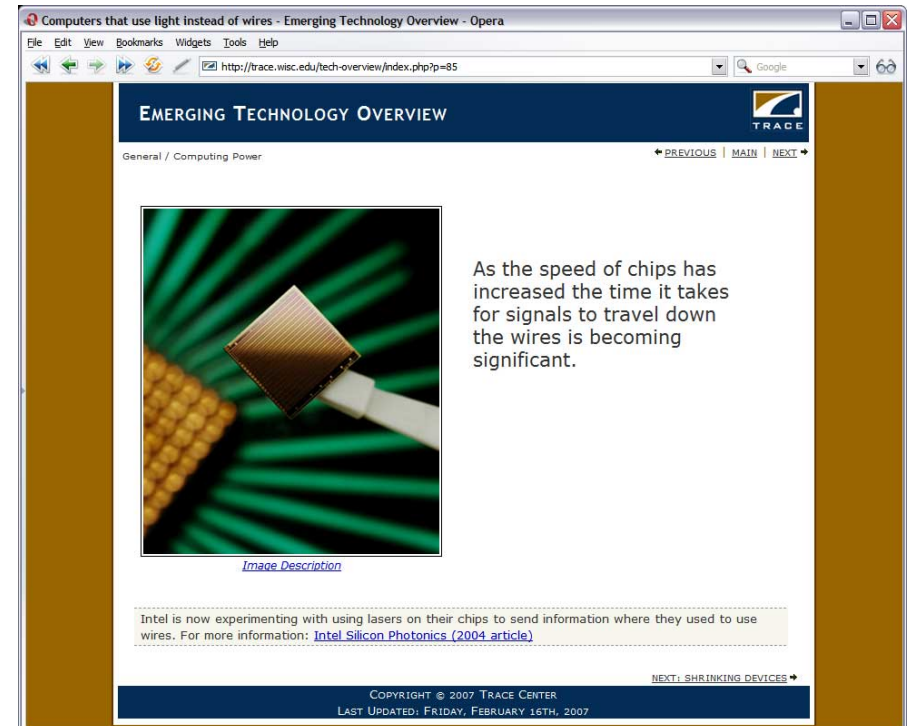 Computers that use light instead of wires - Emerging Technology Overview - Opera
File Edit View Bookmarks Widgets Tools Help
http://trace.wisc.edu/tech-overview/index.php?p=85 Google
EMERGING TECHNOLOGY OVERVIEW
TRACE
General / Computing Power
PREVIOUS | MAIN | NEXT
As the speed of chips has
increased the time it takes
for signals to travel down
the wires is becoming
significant.
Image Description
Intel is now experimenting with using lasers on their chips to send information where they used to use
wires. For more information: Intel Silicon Photonics (2004 article)
NEXT: SHRINKING DEVICES
COPYRIGHT © 2007 TRACE CENTER
LAST UPDATED: FRIDAY, FEBRUARY 16TH, 2007